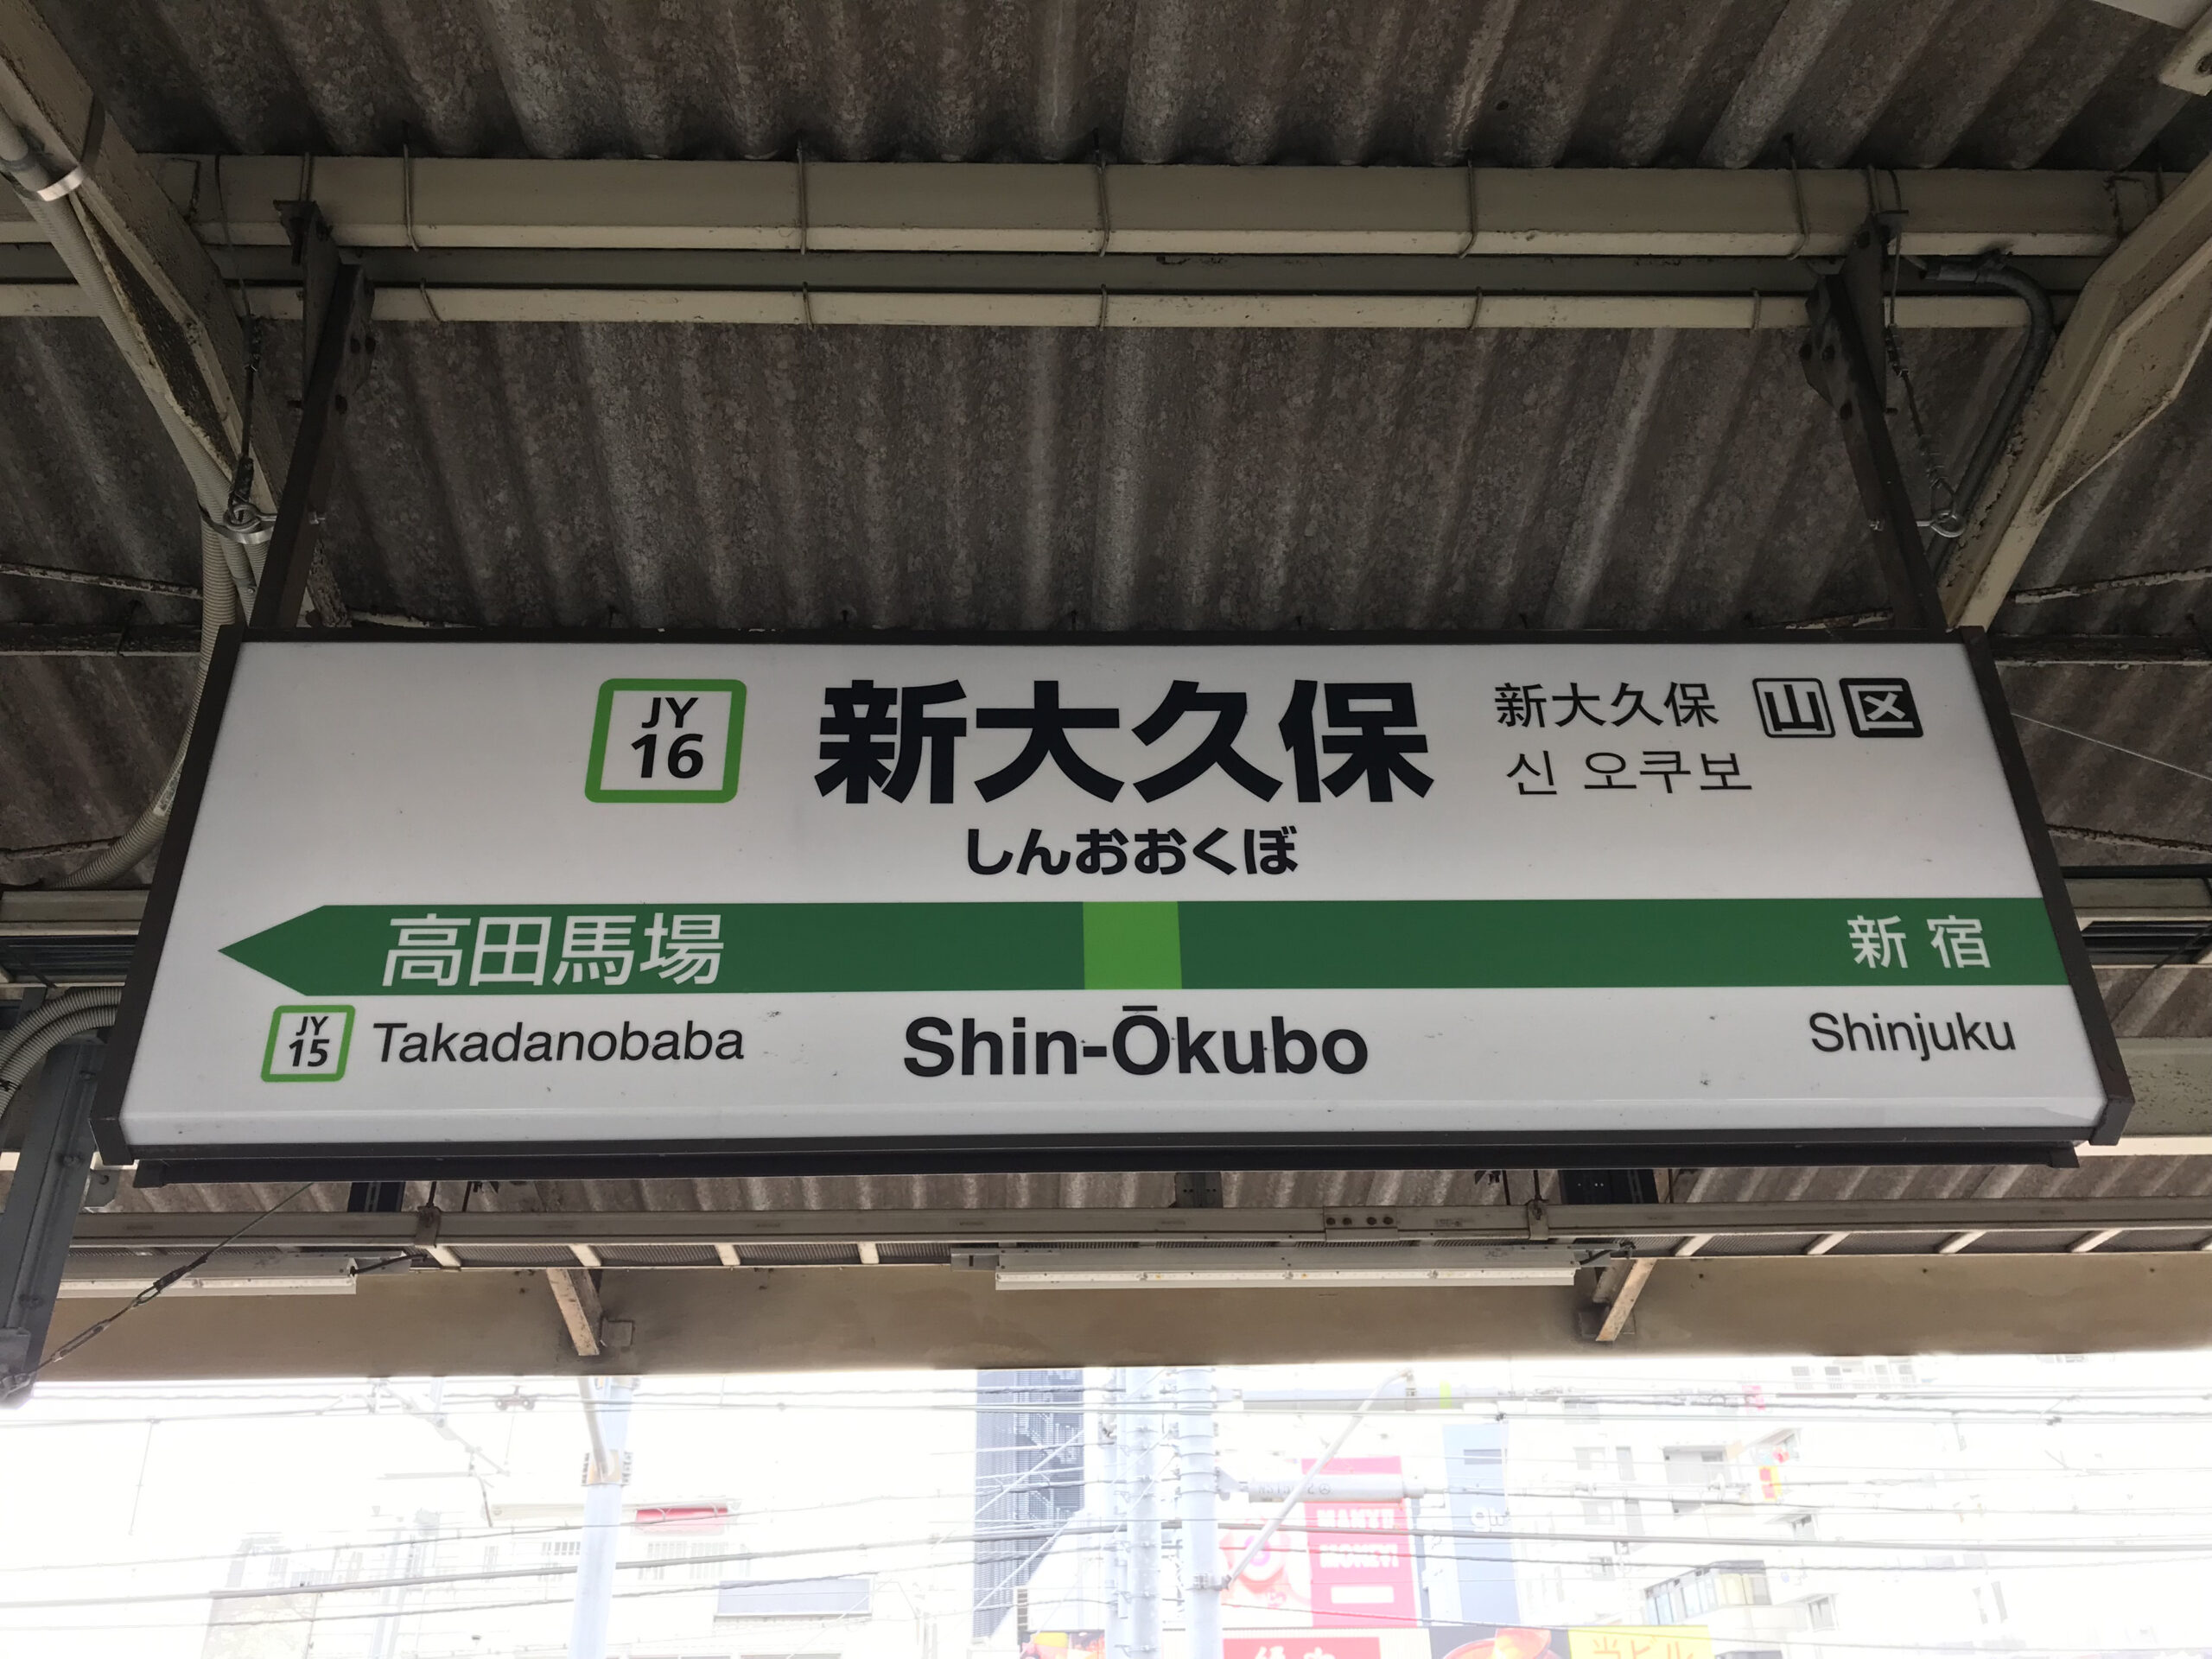 JY
16
新大久保
新大久保
山 区
신 오쿠보
しんおおくぼ
高田馬場
新宿
JY
15
Takadanobaba
Shin-Ōkubo
Shinjuku
MONEY!